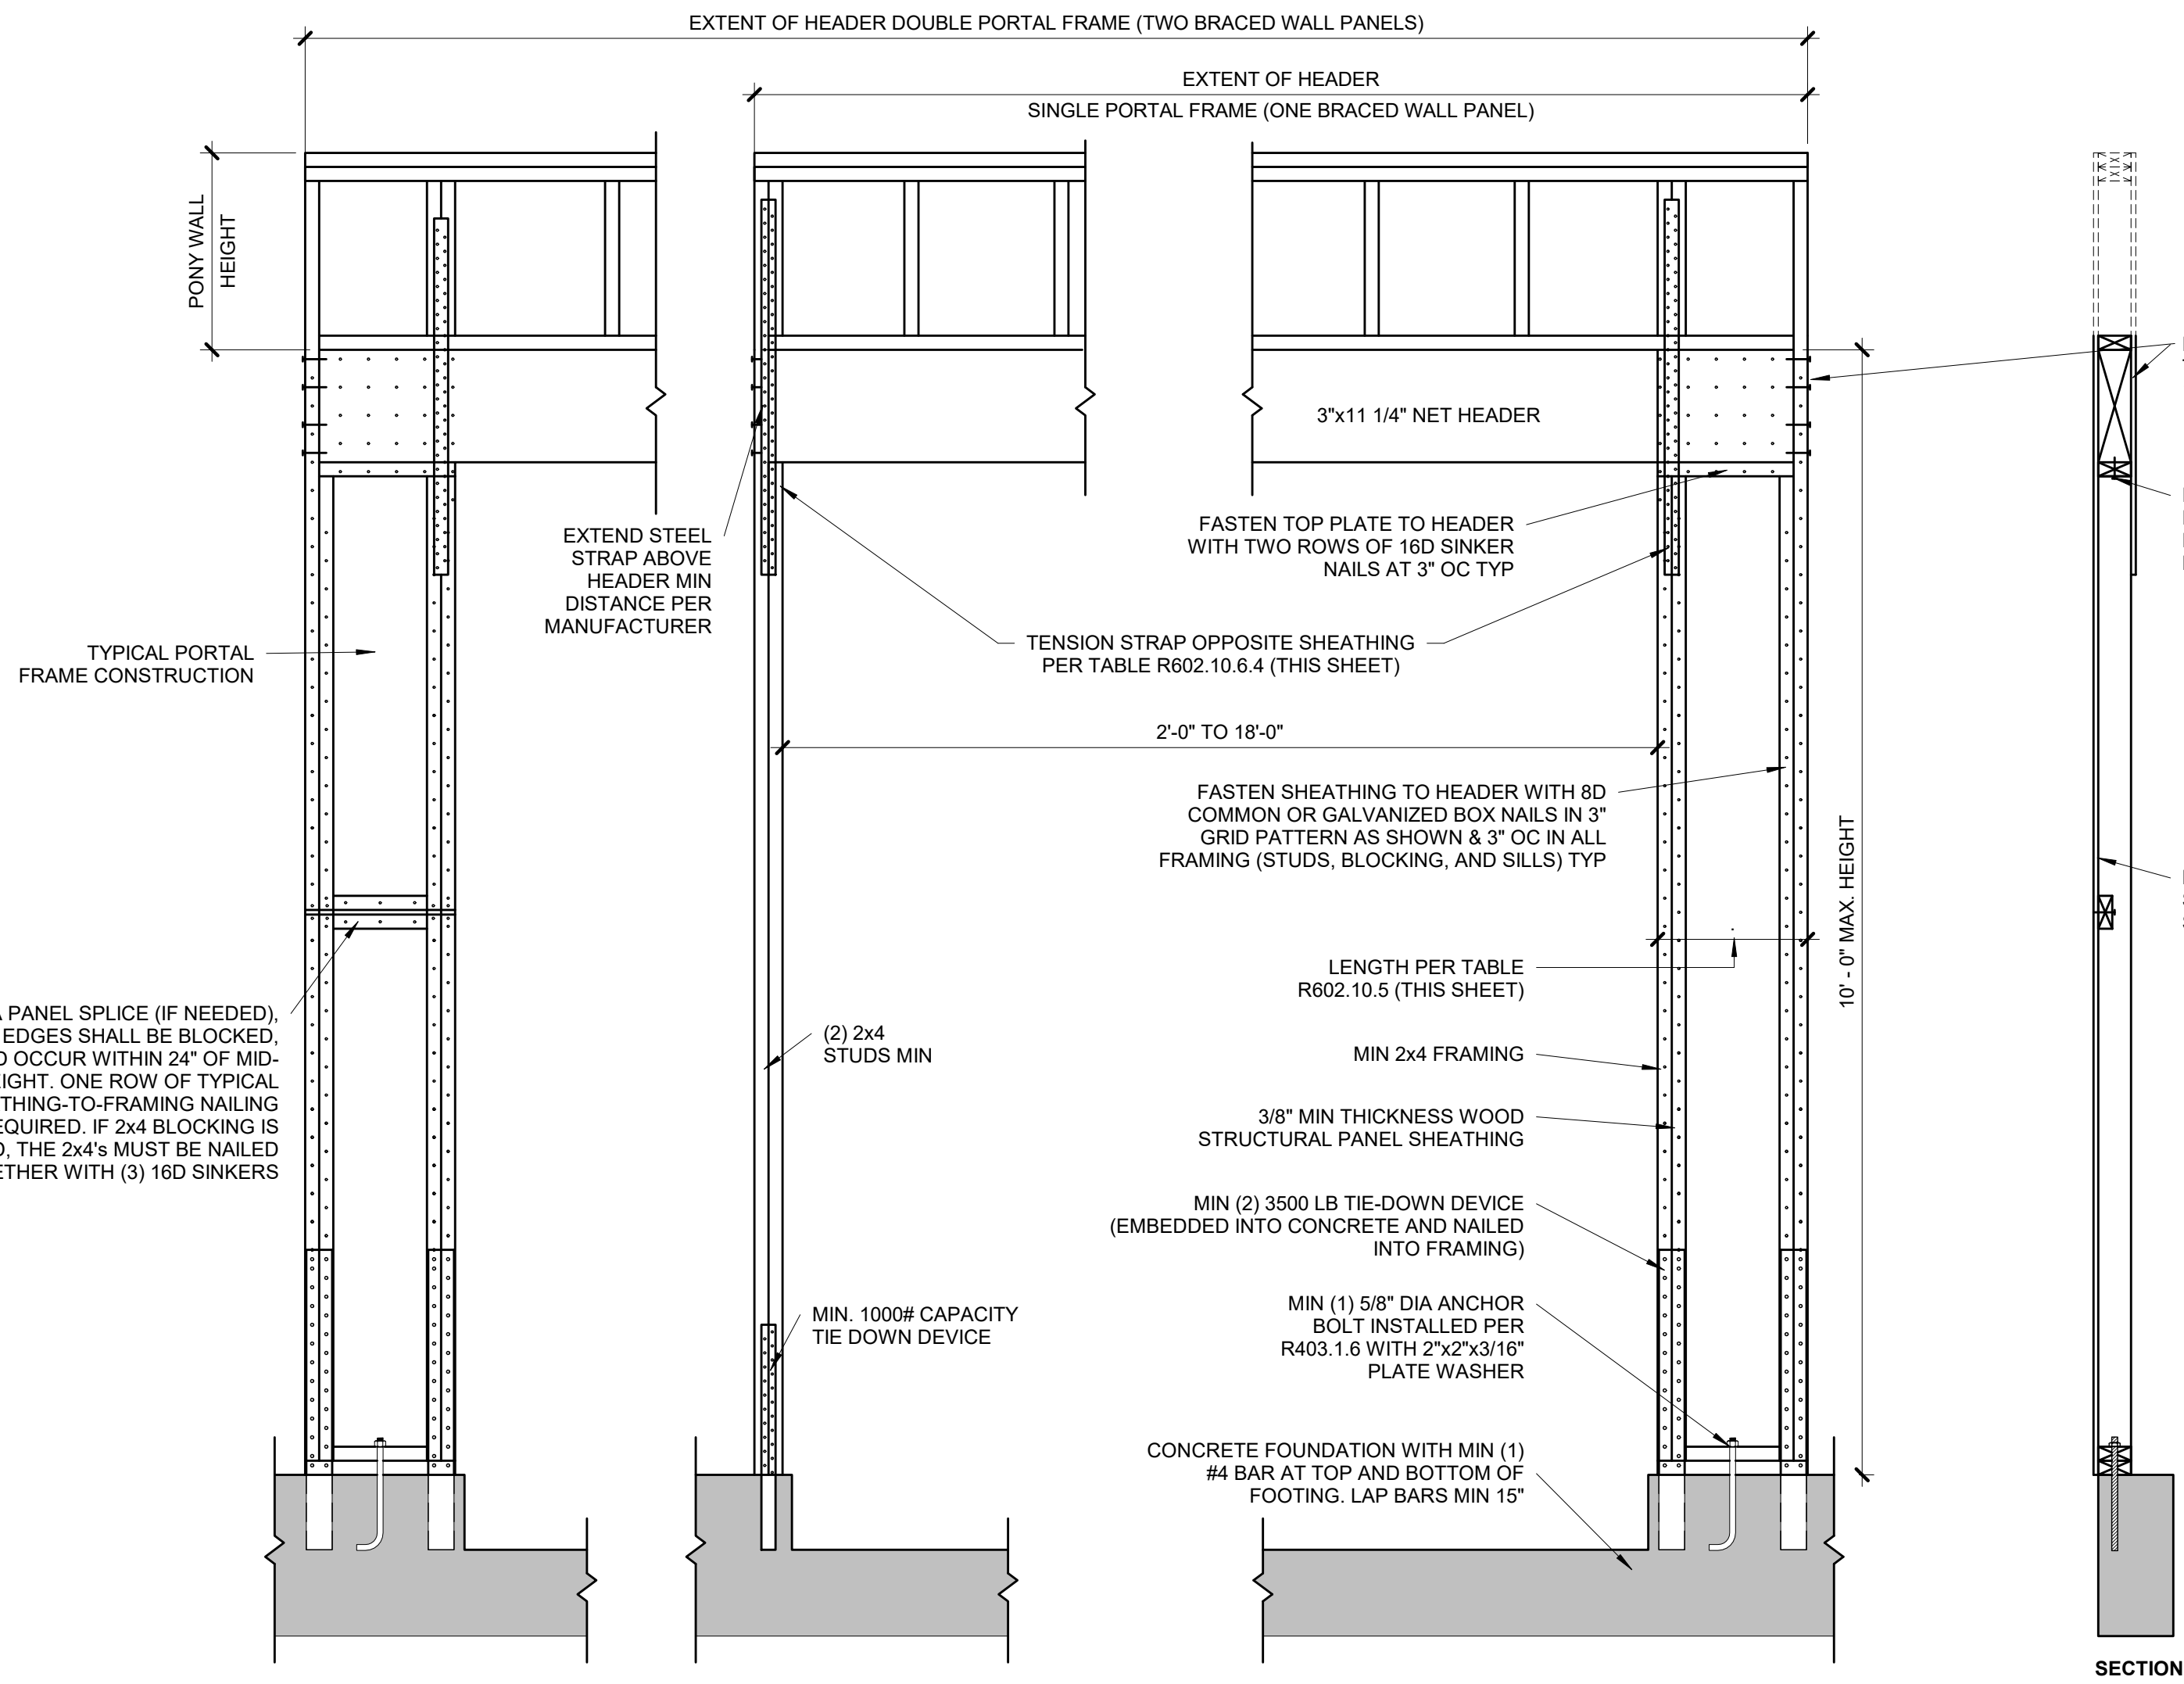 EXTENT OF HEADER DOUBLE PORTAL FRAME (TWO BRACED WALL PANELS)
EXTENT OF HEADER
SINGLE PORTAL FRAME (ONE BRACED WALL PANEL)
PONY WALL
HEIGHT
3"x11 1/4" NET HEADER
EXTEND STEEL
STRAP ABOVE
HEADER MIN
DISTANCE PER
MANUFACTURER
FASTEN TOP PLATE TO HEADER
WITH TWO ROWS OF 16D SINKER
NAILS AT 3" OC TYP
TYPICAL PORTAL
FRAME CONSTRUCTION
TENSION STRAP OPPOSITE SHEATHING
PER TABLE R602.10.6.4 (THIS SHEET)
2'-0" TO 18'-0"
FASTEN SHEATHING TO HEADER WITH 8D
COMMON OR GALVANIZED BOX NAILS IN 3"
GRID PATTERN AS SHOWN & 3" OC IN ALL
FRAMING (STUDS, BLOCKING, AND SILLS) TYP
10' - 0" MAX. HEIGHT
LENGTH PER TABLE
R602.10.5 (THIS SHEET)
PANEL SPLICE (IF NEEDED),
EDGES SHALL BE BLOCKED,
OCCUR WITHIN 24" OF MID-
ONE ROW OF TYPICAL
THING-TO-FRAMING NAILING
EQUIRED. IF 2x4 BLOCKING IS
THE 2x4's MUST BE NAILED
ETHER WITH (3) 16D SINKERS
(2) 2x4
STUDS MIN
MIN 2x4 FRAMING
3/8" MIN THICKNESS WOOD
STRUCTURAL PANEL SHEATHING
MIN (2) 3500 LB TIE-DOWN DEVICE
(EMBEDDED INTO CONCRETE AND NAILED
INTO FRAMING)
MIN. 1000# CAPACITY
TIE DOWN DEVICE
MIN (1) 5/8" DIA ANCHOR
BOLT INSTALLED PER
R403.1.6 WITH 2"x2"x3/16"
PLATE WASHER
CONCRETE FOUNDATION WITH MIN (1)
#4 BAR AT TOP AND BOTTOM OF
FOOTING. LAP BARS MIN 15"
SECTION